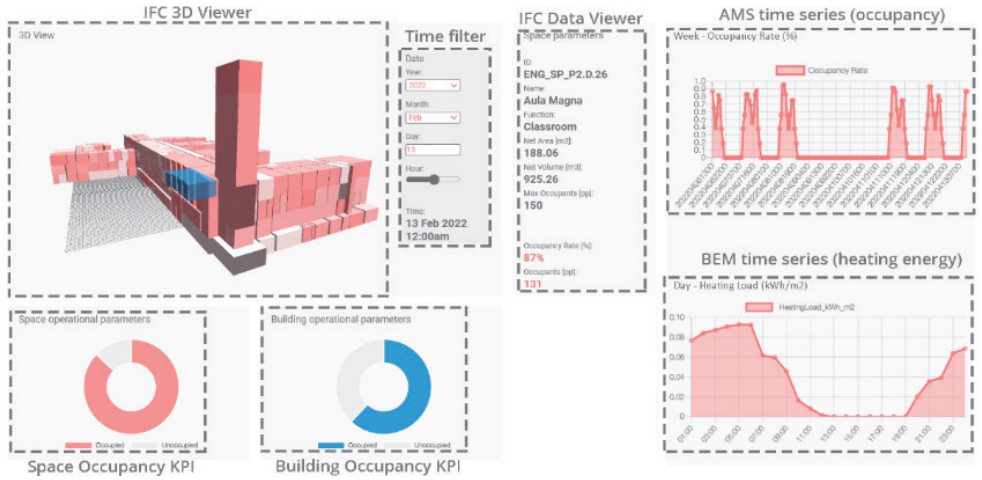 IFC 3D Viewer
3D View
Time filter
Date
Year:
2022
Month:
Feb
Day:
13
Hour:
Time:
13 Feb 2022
12:00am
IFC Data Viewer
Space parameters
ID:
ENG_SP_P2.D.26
Name:
Aula Magna
Function:
Classroom
Net Area [m2]:
188.06
Net Volume [m3]:
925.26
Max Occupants [pp]:
150
Occupancy Rate [%]:
87%
Occupants [pp]:
131
AMS time series (occupancy)
Week - Occupancy Rate (%)
Occupancy Rate
1.0
0.9
0.8
0.7
0.6
0.5
0.4
0.3
0.2
0.1
0
BEM time series (heating energy)
Day - Heating Load (kWh/m2)
HeatingLoad_kWh_m2
0.10
0.08
0.06
0.04
0.02
0
01:00 03:00 05:00 07:00 09:00 11:00 13:00 15:00 17:00 19:00 21:00 23:00
Space operational parameters
Occupied Unoccupied
Space Occupancy KPI
Building operational parameters
Occupied Unoccupied
Building Occupancy KPI